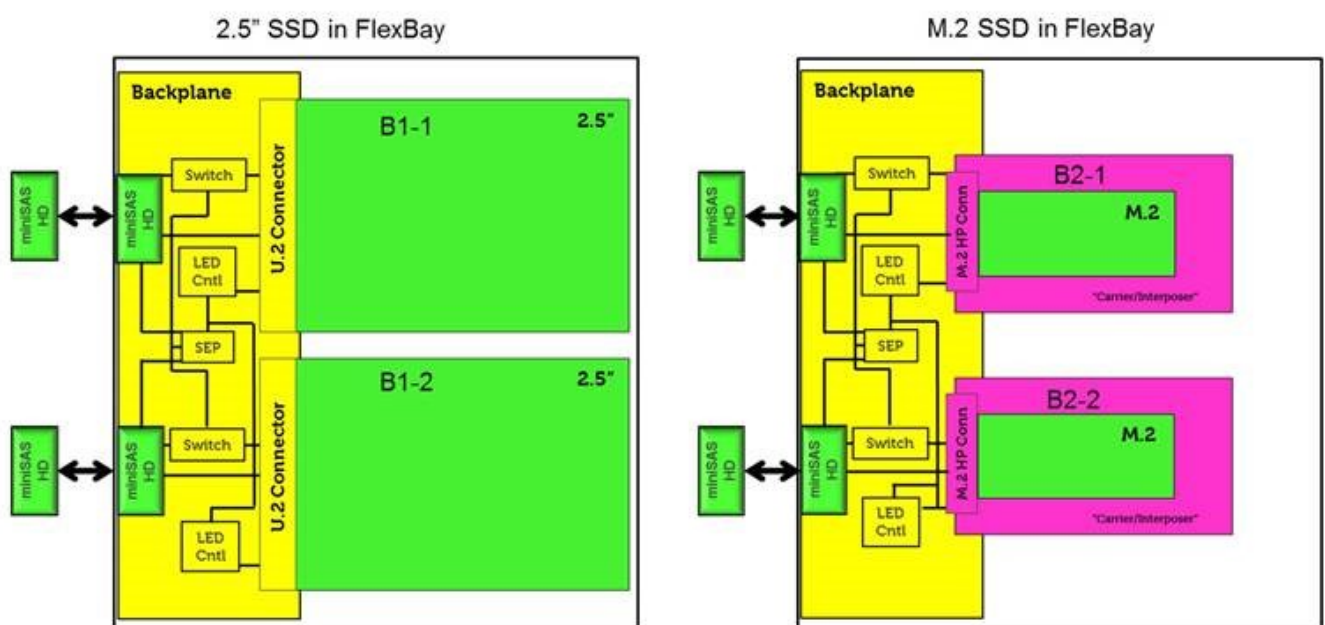 2.5" SSD in FlexBay
Backplane
B1-1
2.5"
Switch
miniSAS
HD
miniSAS
HD
U.2 Connector
LED
Cntl
SEP
B1-2
2.5"
Switch
miniSAS
HD
miniSAS
HD
U.2 Connector
LED
Cntl
M.2 SSD in FlexBay
Backplane
B2-1
Switch
M.2
miniSAS
HD
miniSAS
HD
M.2 HP Conn
LED
Cntl
"Carrier/Interposer"
SEP
B2-2
M.2
Switch
miniSAS
HD
miniSAS
HD
M.2 HP Conn
LED
Cntl
"Carrier/Interposer"